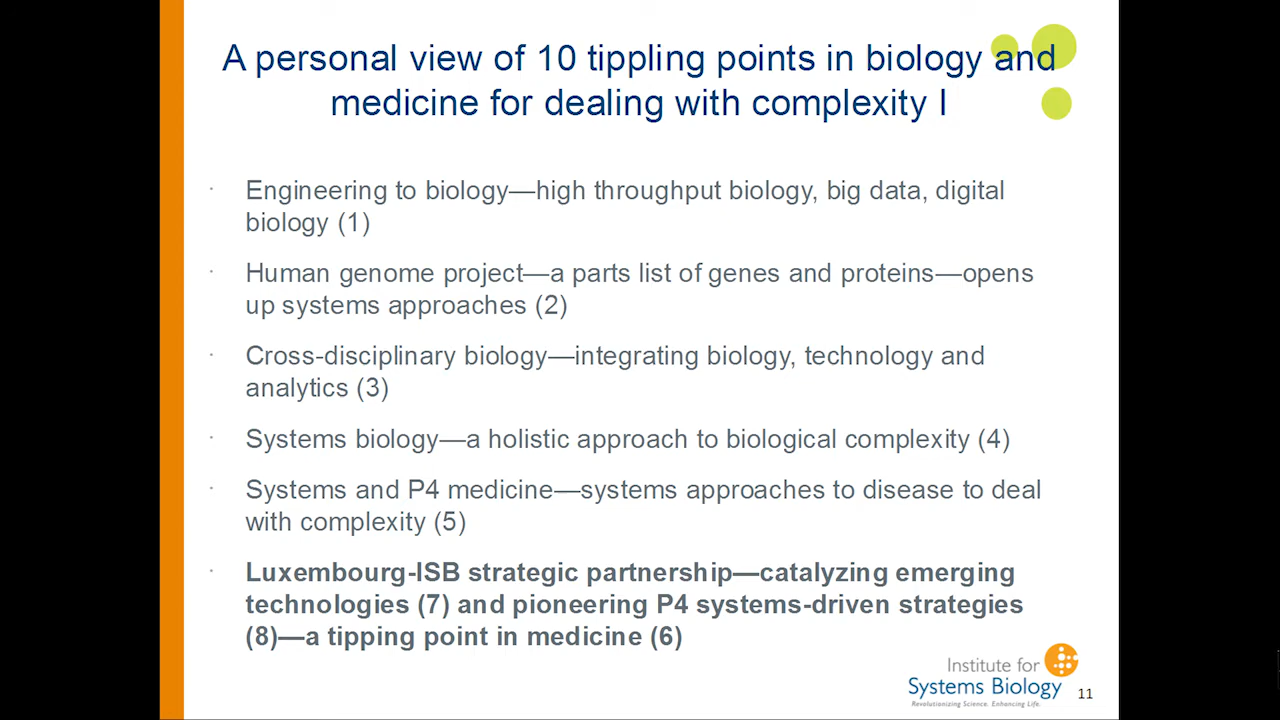 A personal view of 10 tippling points in biology and
medicine for dealing with complexity I
· Engineering to biology—high throughput biology, big data, digital
biology (1)
· Human genome project—a parts list of genes and proteins—opens
up systems approaches (2)
· Cross-disciplinary biology—integrating biology, technology and
analytics (3)
· Systems biology—a holistic approach to biological complexity (4)
· Systems and P4 medicine—systems approaches to disease to deal
with complexity (5)
· Luxembourg-ISB strategic partnership—catalyzing emerging
technologies (7) and pioneering P4 systems-driven strategies
(8)—a tipping point in medicine (6)
Institute for
Systems Biology
Revolutionizing Science. Enhancing Life.
11